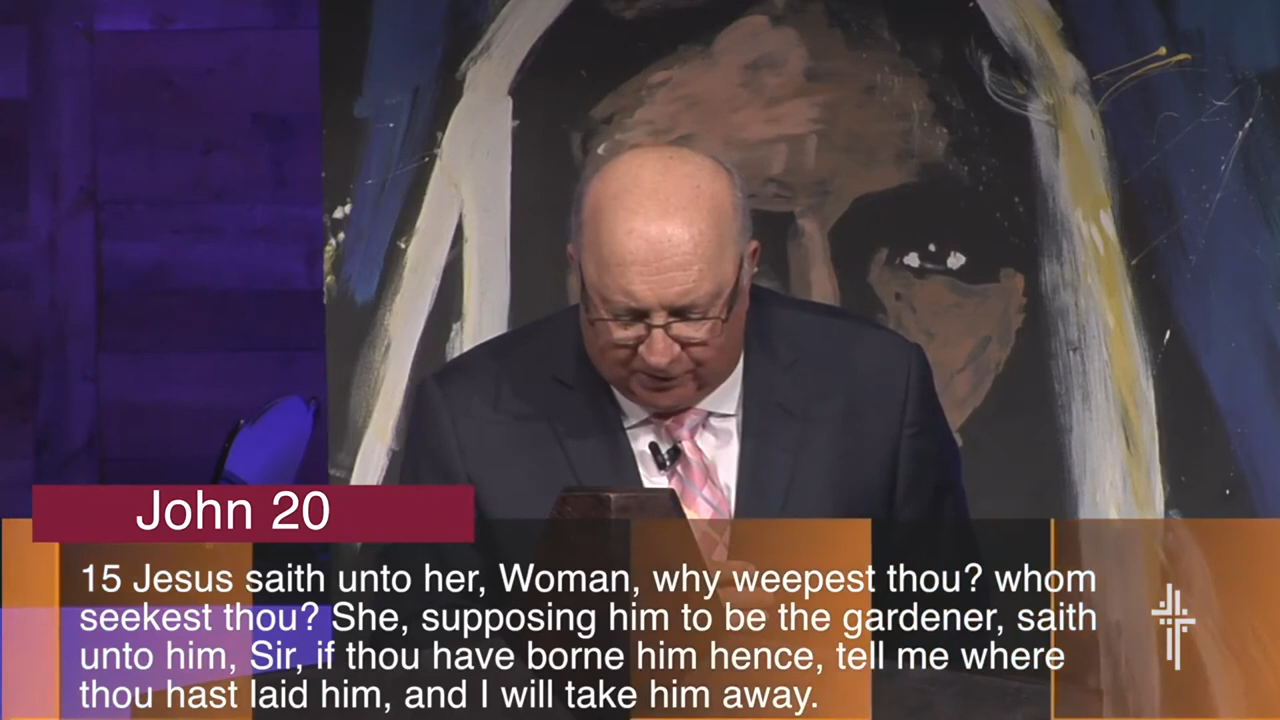 John 20
15 Jesus saith unto her, Woman, why weepest thou? whom
seekest thou? She, supposing him to be the gardener, saith
unto him, Sir, if thou have borne him hence, tell me where
thou hast laid him, and I will take him away.